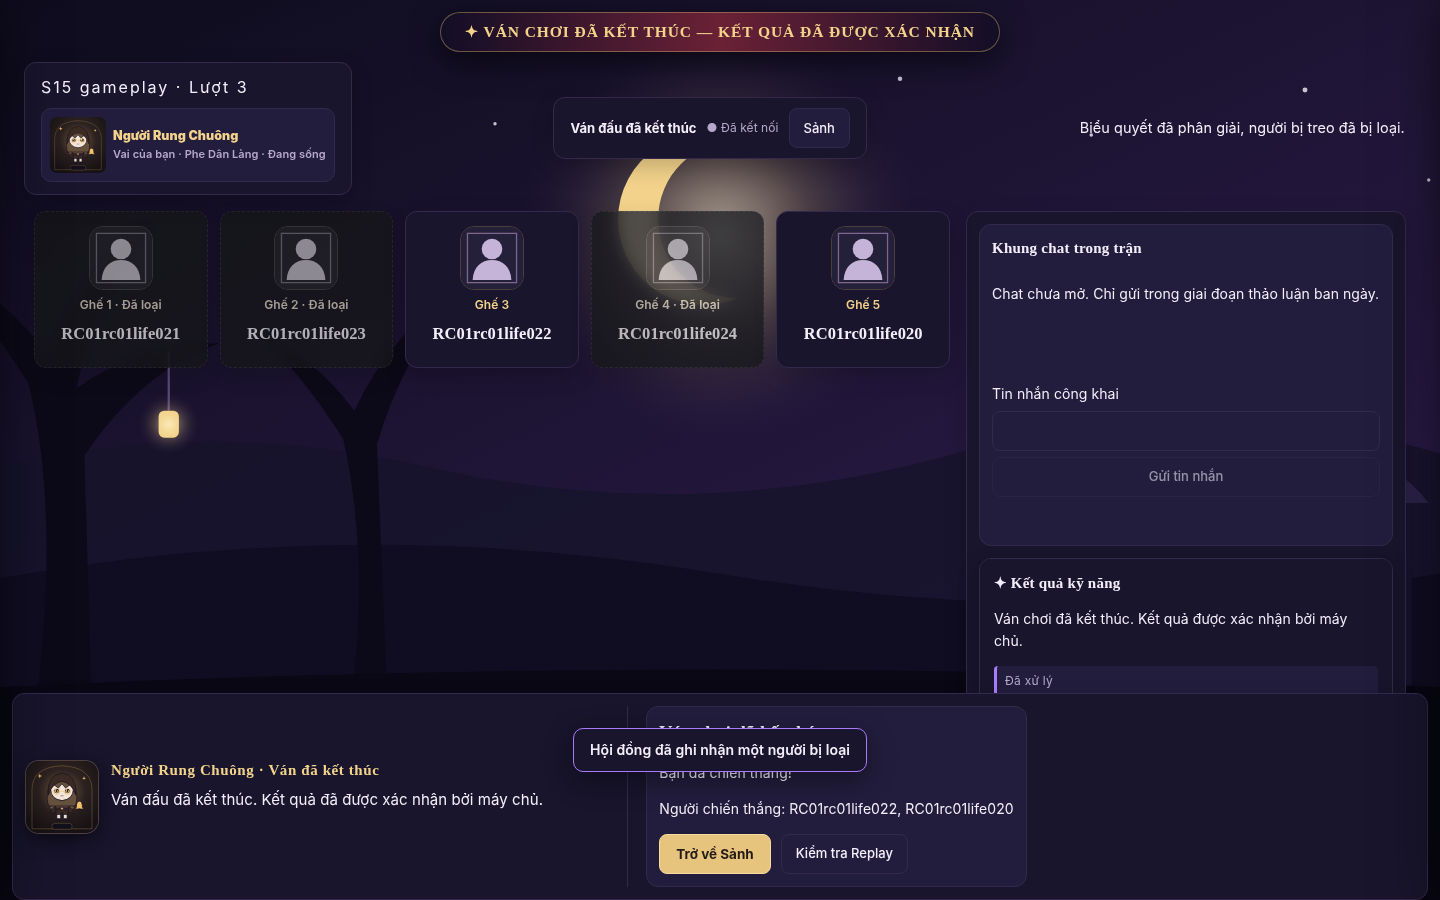 ✦ VÁN CHƠI ĐÃ KẾT THÚC — KẾT QUẢ ĐÃ ĐƯỢC XÁC NHẬN
S15 gameplay · Lượt 3
Người Rung Chuông
Vai của bạn · Phe Dân Làng · Đang sống
Ván đấu đã kết thúc
Đã kết nối
Sảnh
Biểu quyết đã phân giải, người bị treo đã bị loại.
Ghế 1 · Đã loại
RC01rc01life021
Ghế 2 · Đã loại
RC01rc01life023
Ghế 3
RC01rc01life022
Ghế 4 · Đã loại
RC01rc01life024
Ghế 5
RC01rc01life020
Khung chat trong trận
Chat chưa mở. Chỉ gửi trong giai đoạn thảo luận ban ngày.
Tin nhắn công khai
Gửi tin nhắn
✦ Kết quả kỹ năng
Ván chơi đã kết thúc. Kết quả được xác nhận bởi máy
chủ.
Đã xử lý
Người Rung Chuông · Ván đã kết thúc
Ván đấu đã kết thúc. Kết quả đã được xác nhận bởi máy chủ.
Hội đồng đã ghi nhận một người bị loại
Bạn đã chiến thắng!
Người chiến thắng: RC01rc01life022, RC01rc01life020
Trở về Sảnh
Kiểm tra Replay